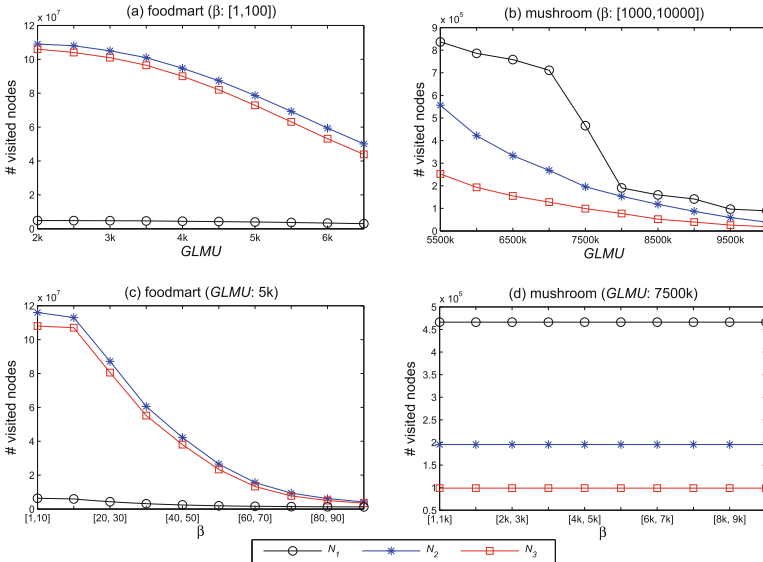 (a) foodmart (β: [1,100])
x 10^7
12
10
8
6
4
2
0
# visited nodes
2k 3k 4k 5k 6k
GLMU
(b) mushroom (β: [1000,10000])
x 10^5
9
8
7
6
5
4
3
2
1
0
# visited nodes
5500k 6500k 7500k 8500k 9500k
GLMU
(c) foodmart (GLMU: 5k)
x 10^7
12
10
8
6
4
2
0
# visited nodes
[1,10] [20, 30] [40, 50] [60, 70] [80, 90]
β
(d) mushroom (GLMU: 7500k)
x 10^5
5
4.5
4
3.5
3
2.5
2
1.5
1
0.5
# visited nodes
[1,1k] [2k, 3k] [4k, 5k] [6k, 7k] [8k, 9k]
β
N1 N2 N3